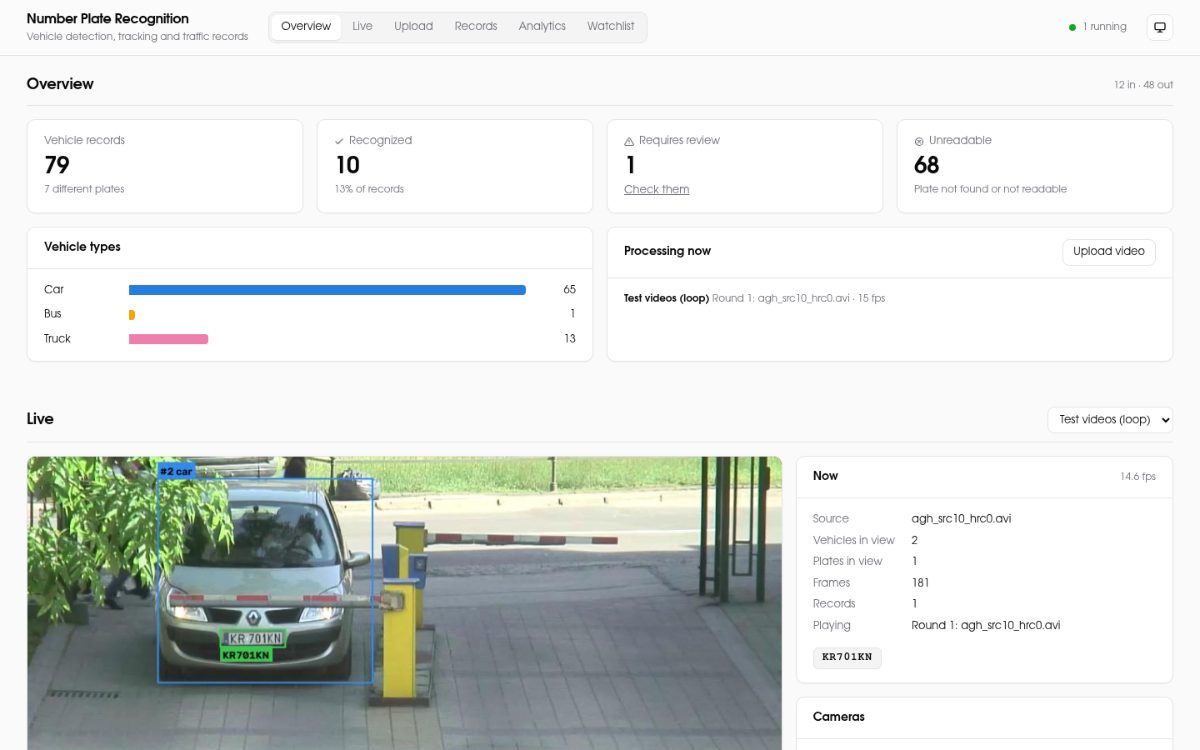 Number Plate Recognition
Vehicle detection, tracking and traffic records
Overview Live Upload Records Analytics Watchlist
1 running
Overview
12 in · 48 out
Vehicle records
79
7 different plates
Recognized
10
13% of records
Requires review
1
Check them
Unreadable
68
Plate not found or not readable
Vehicle types
Car 65
Bus 1
Truck 13
Processing now
Upload video
Test videos (loop) Round 1: agh_src10_hrc0.avi · 15 fps
Live
Test videos (loop)
#2 car
KR 701KN
KR701KN
Now
14.6 fps
Source agh_src10_hrc0.avi
Vehicles in view 2
Plates in view 1
Frames 181
Records 1
Playing Round 1: agh_src10_hrc0.avi
KR701KN
Cameras